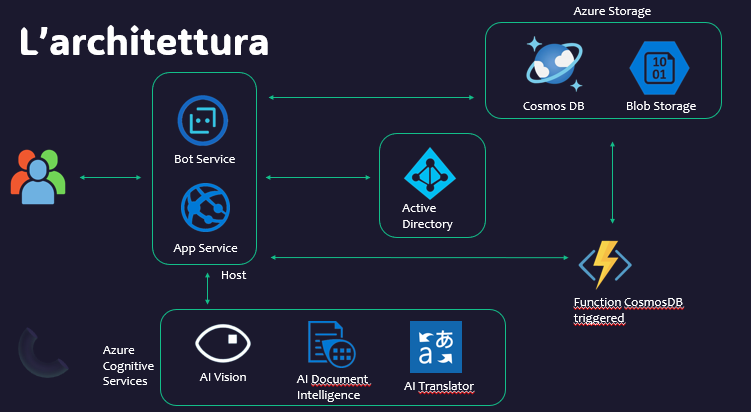 Azure Storage
L'architettura
Cosmos DB
Blob Storage
Bot Service
Active
Directory
App Service
Host
Function CosmosDB
triggered
Azure
Cognitive
Services
AI Vision
AI Document
Intelligence
AI Translator
10
01
あ
a